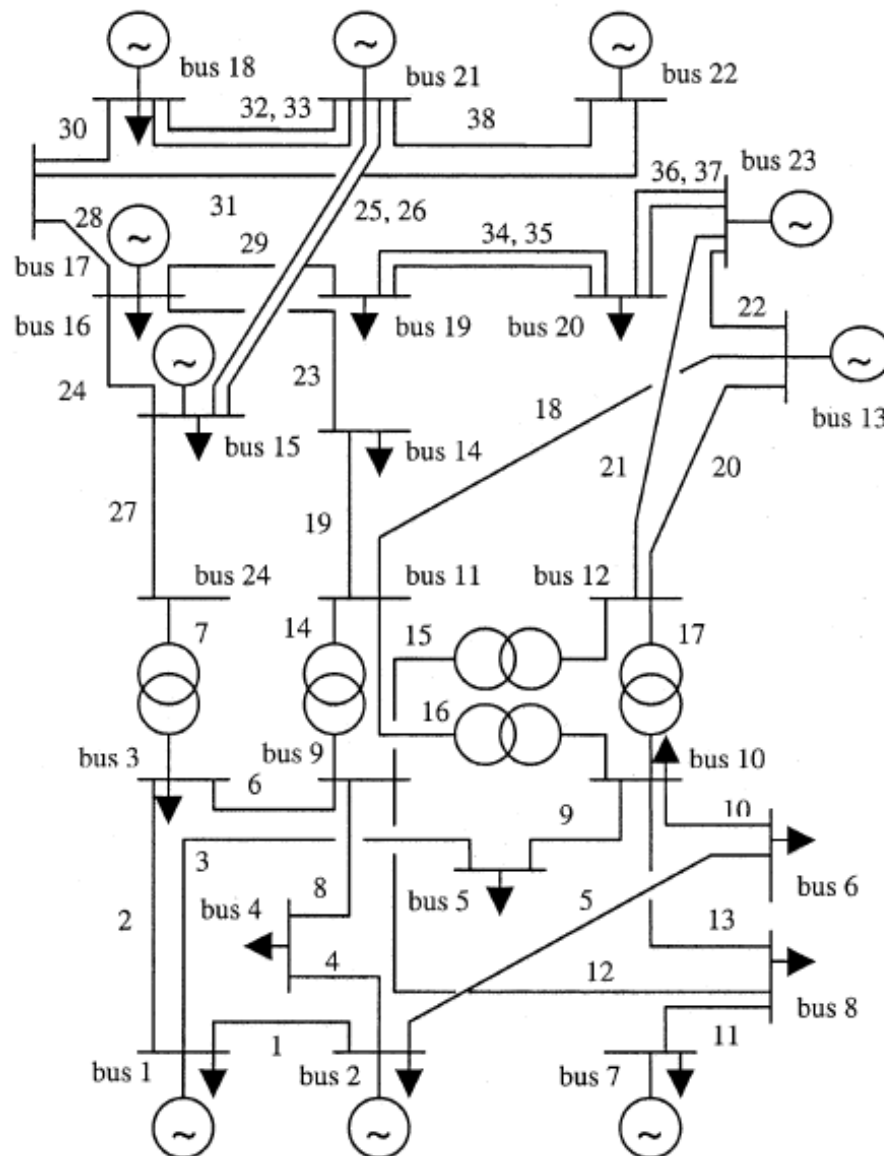 bus 18
bus 21
bus 22
32, 33
30
38
36, 37
bus 23
31
25, 26
28
29
34, 35
bus 17
bus 16
bus 19
bus 20
22
24
23
18
bus 13
bus 15
bus 14
21
20
27
19
bus 24
bus 11
bus 12
7
14
15
17
16
bus 3
bus 9
bus 10
6
10
9
3
8
bus 5
5
bus 6
2
bus 4
4
13
12
bus 8
1
11
bus 1
bus 2
bus 7